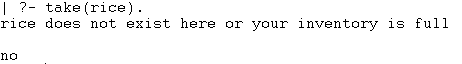 | ?- take(rice).
rice does not exist here or your inventory is full
no